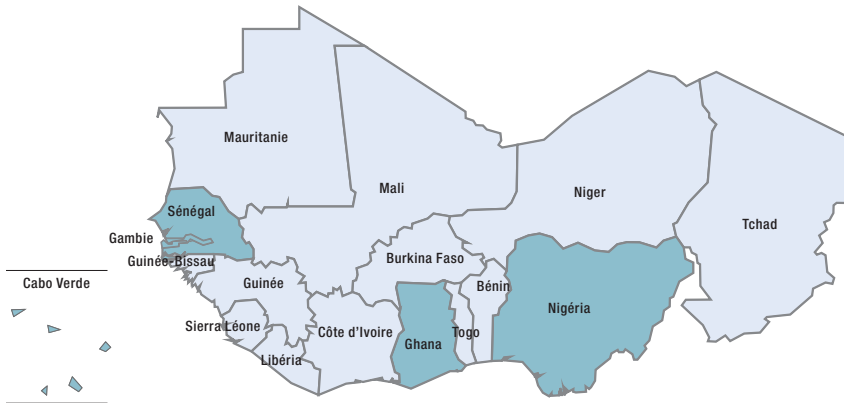 Mauritanie
Mali
Niger
Tchad
Sénégal
Gambie
Guinée-Bissau
Burkina Faso
Cabo Verde
Guinée
Bénin
Nigéria
Sierra Léone
Côte d'Ivoire
Togo
Ghana
Libéria